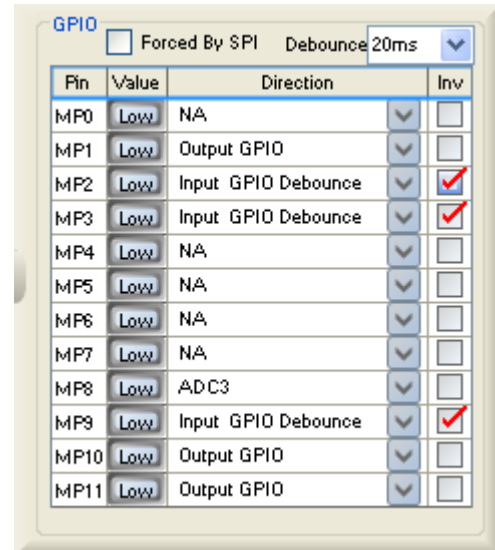 GPIO
Forced By SPI Debounce 20ms
Pin Value Direction Inv
MP0 Low NA
MP1 Low Output GPIO
MP2 Low Input GPIO Debounce
MP3 Low Input GPIO Debounce
MP4 Low NA
MP5 Low NA
MP6 Low NA
MP7 Low NA
MP8 Low ADC3
MP9 Low Input GPIO Debounce
MP10 Low Output GPIO
MP11 Low Output GPIO